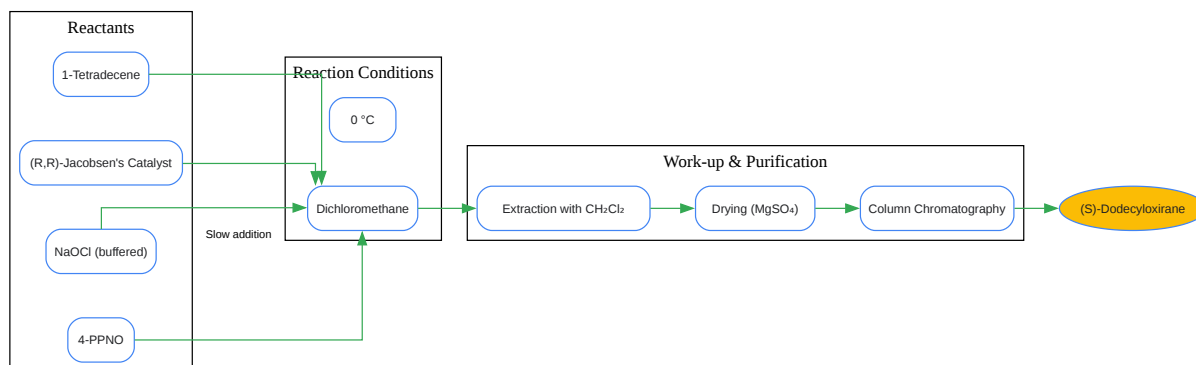 Reactants
1-Tetradecene
(R,R)-Jacobsen's Catalyst
NaOCl (buffered)
4-PPNO
Slow addition
Reaction Conditions
0 °C
Dichloromethane
Work-up & Purification
Extraction with CH₂Cl₂
Drying (MgSO₄)
Column Chromatography
(S)-Dodecyloxirane